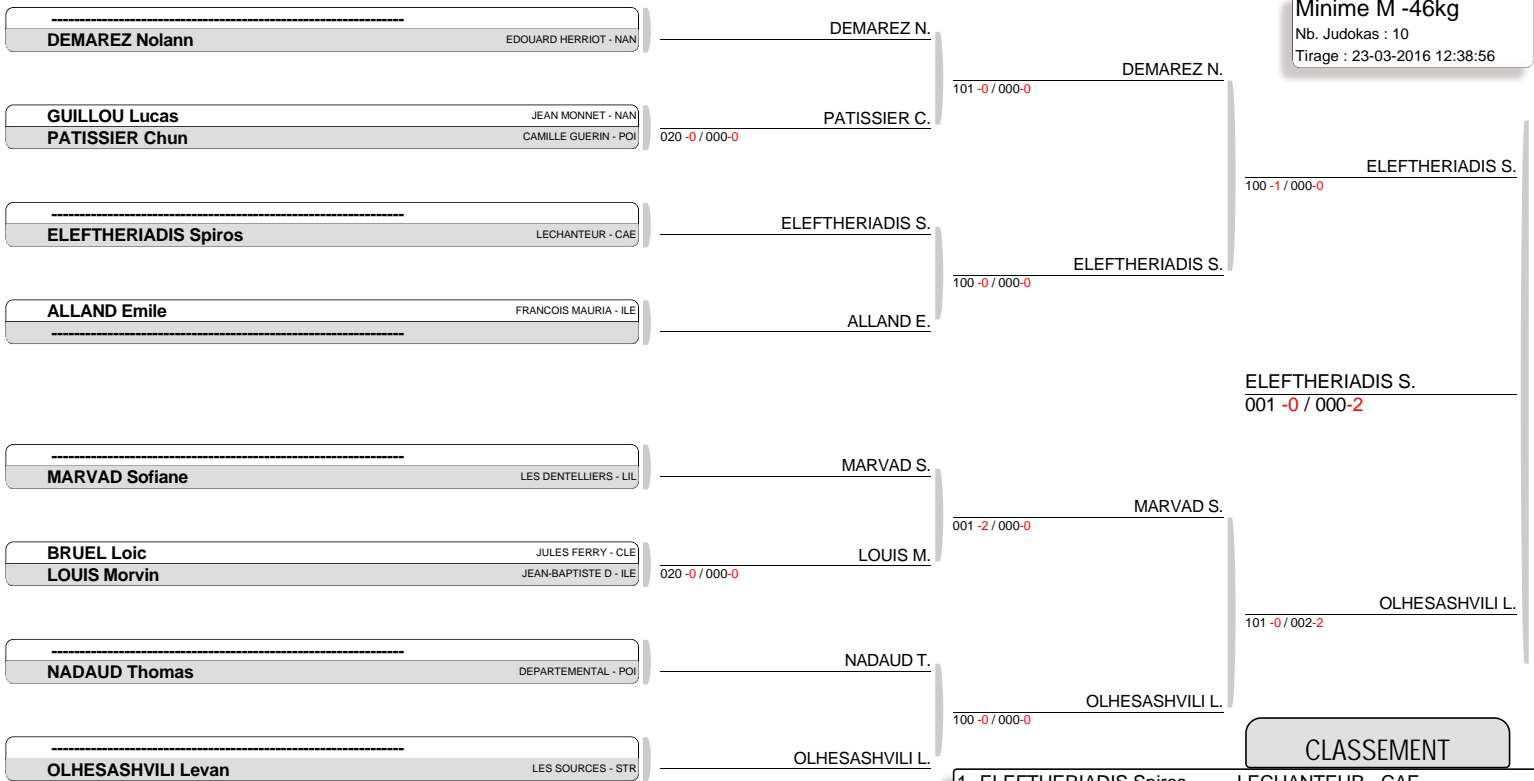 Minime M -46kg
Nb. Judokas : 10
Tirage : 23-03-2016 12:38:56
----------------------------------------------------------------
DEMAREZ Nolann EDOUARD HERRIOT - NAN
GUILLOU Lucas JEAN MONNET - NAN
PATISSIER Chun CAMILLE GUERIN - POI
----------------------------------------------------------------
ELEFTHERIADIS Spiros LECHANTEUR - CAE
ALLAND Emile FRANCOIS MAURIA - ILE
----------------------------------------------------------------
----------------------------------------------------------------
MARVAD Sofiane LES DENTELLIERS - LIL
BRUEL Loic JULES FERRY - CLE
LOUIS Morvin JEAN-BAPTISTE D - ILE
----------------------------------------------------------------
NADAUD Thomas DEPARTEMENTAL - POI
----------------------------------------------------------------
OLHESASHVILI Levan LES SOURCES - STR
DEMAREZ N.
PATISSIER C.
020 -0 / 000-0
ELEFTHERIADIS S.
ALLAND E.
MARVAD S.
LOUIS M.
020 -0 / 000-0
NADAUD T.
OLHESASHVILI L.
DEMAREZ N.
101 -0 / 000-0
ELEFTHERIADIS S.
100 -0 / 000-0
MARVAD S.
001 -2 / 000-0
OLHESASHVILI L.
100 -0 / 000-0
ELEFTHERIADIS S.
100 -1 / 000-0
ELEFTHERIADIS S.
001 -0 / 000-2
OLHESASHVILI L.
101 -0 / 002-2
CLASSEMENT
1. ELEFTHERIADIS Spiros LECHANTEUR - CAE